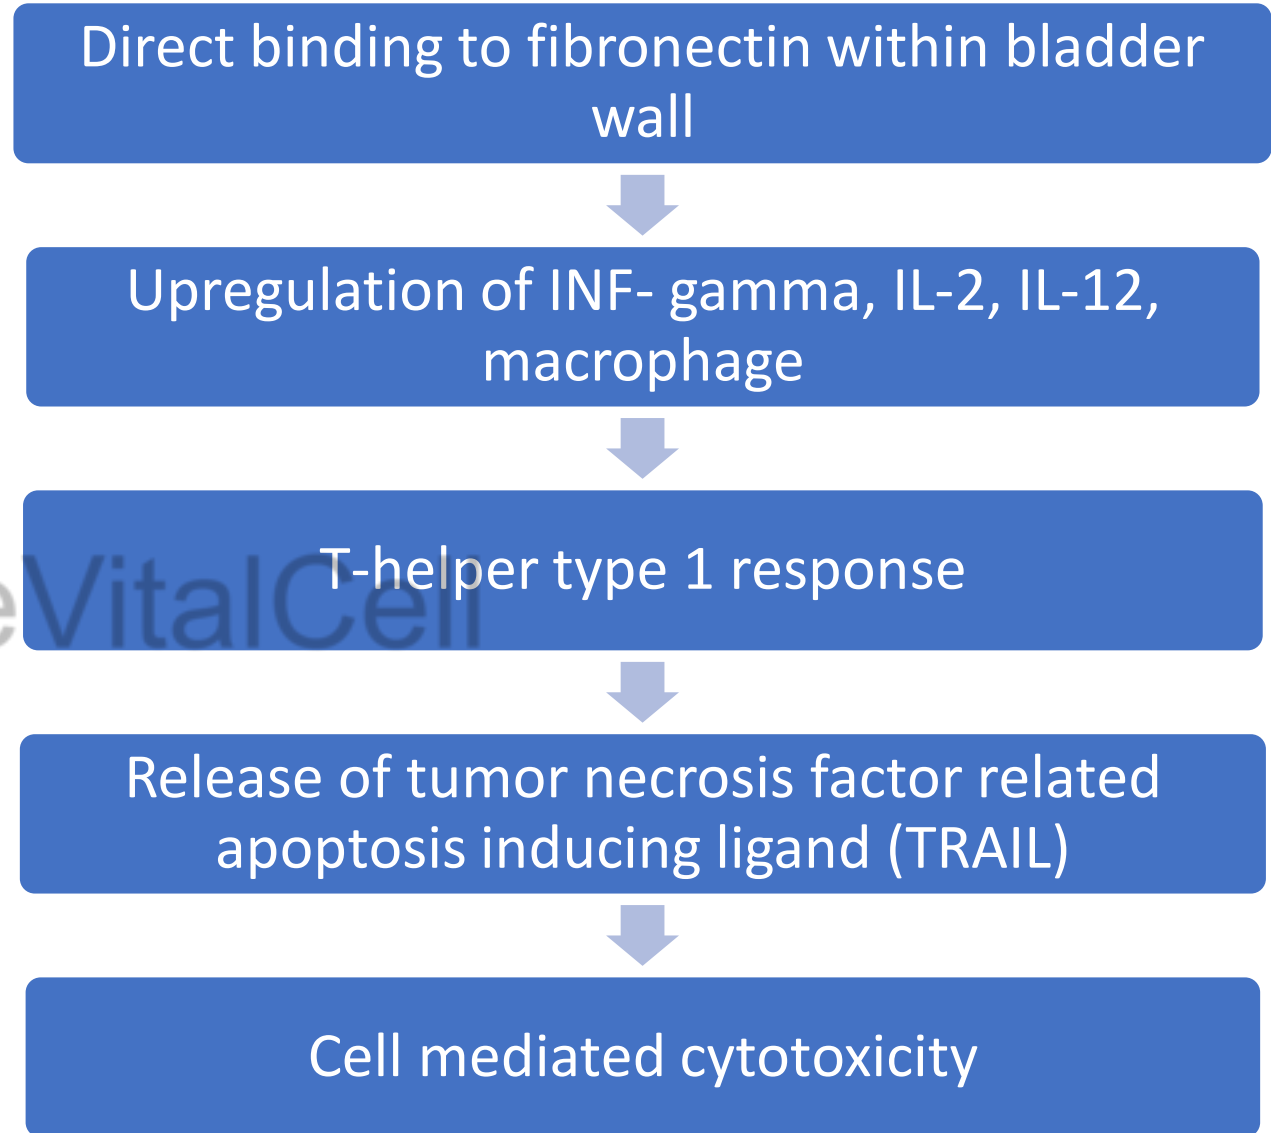 Direct binding to fibronectin within bladder
wall
Upregulation of INF- gamma, IL-2, IL-12,
macrophage
T-helper type 1 response
eVitalCell
Release of tumor necrosis factor related
apoptosis inducing ligand (TRAIL)
Cell mediated cytotoxicity